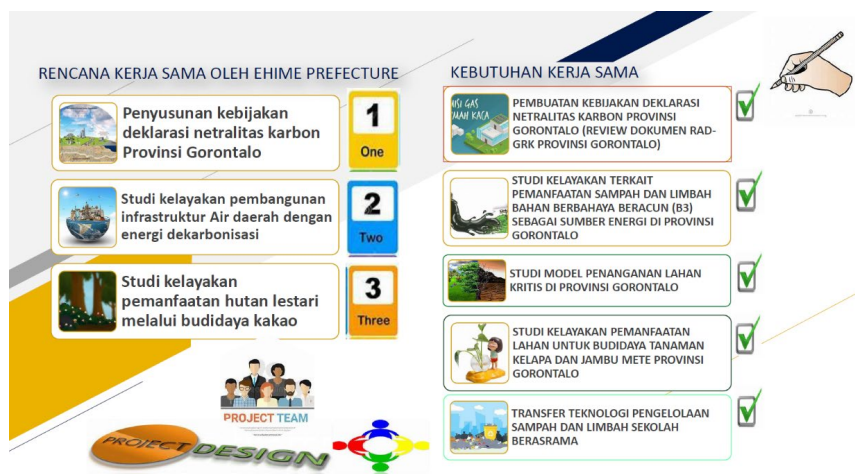 RENCANA KERJA SAMA OLEH EHIME PREFECTURE
Penyusunan kebijakan
deklarasi netralitas karbon
Provinsi Gorontalo
1
One
Studi kelayakan pembangunan
infrastruktur Air daerah dengan
energi dekarbonisasi
2
Two
Studi kelayakan
pemanfaatan hutan lestari
melalui budidaya kakao
3
Three
PROJECT TEAM
PROJECT DESIGN
KEBUTUHAN KERJA SAMA
ISI GAS
MAH KACA
PEMBUATAN KEBIJAKAN DEKLARASI
NETRALITAS KARBON PROVINSI
GORONTALO (REVIEW DOKUMEN RAD-
GRK PROVINSI GORONTALO)
STUDI KELAYAKAN TERKAIT
PEMANFAATAN SAMPAH DAN LIMBAH
BAHAN BERBAHAYA BERACUN (B3)
SEBAGAI SUMBER ENERGI DI PROVINSI
GORONTALO
STUDI MODEL PENANGANAN LAHAN
KRITIS DI PROVINSI GORONTALO
STUDI KELAYAKAN PEMANFAATAN
LAHAN UNTUK BUDIDAYA TANAMAN
KELAPA DAN JAMBU METE PROVINSI
GORONTALO
TRANSFER TEKNOLOGI PENGELOLAAN
SAMPAH DAN LIMBAH SEKOLAH
BERASRAMA